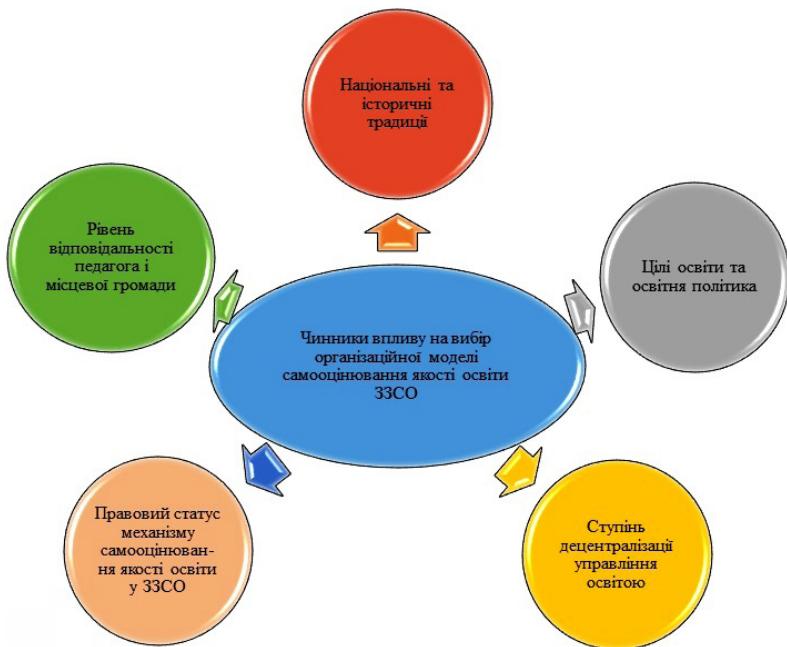 Національні та
історичні
традиції
Рівень
відповідальності
педагога і
місцевої громади
Цілі освіти та
освітня політика
Чинники впливу на вибір
організаційної моделі
самооцінювання якості освіти
ЗЗСО
Правовий статус
механізму
самооцінюван-
ня якості освіти
у ЗЗСО
Ступінь
децентралізації
управління
освітою